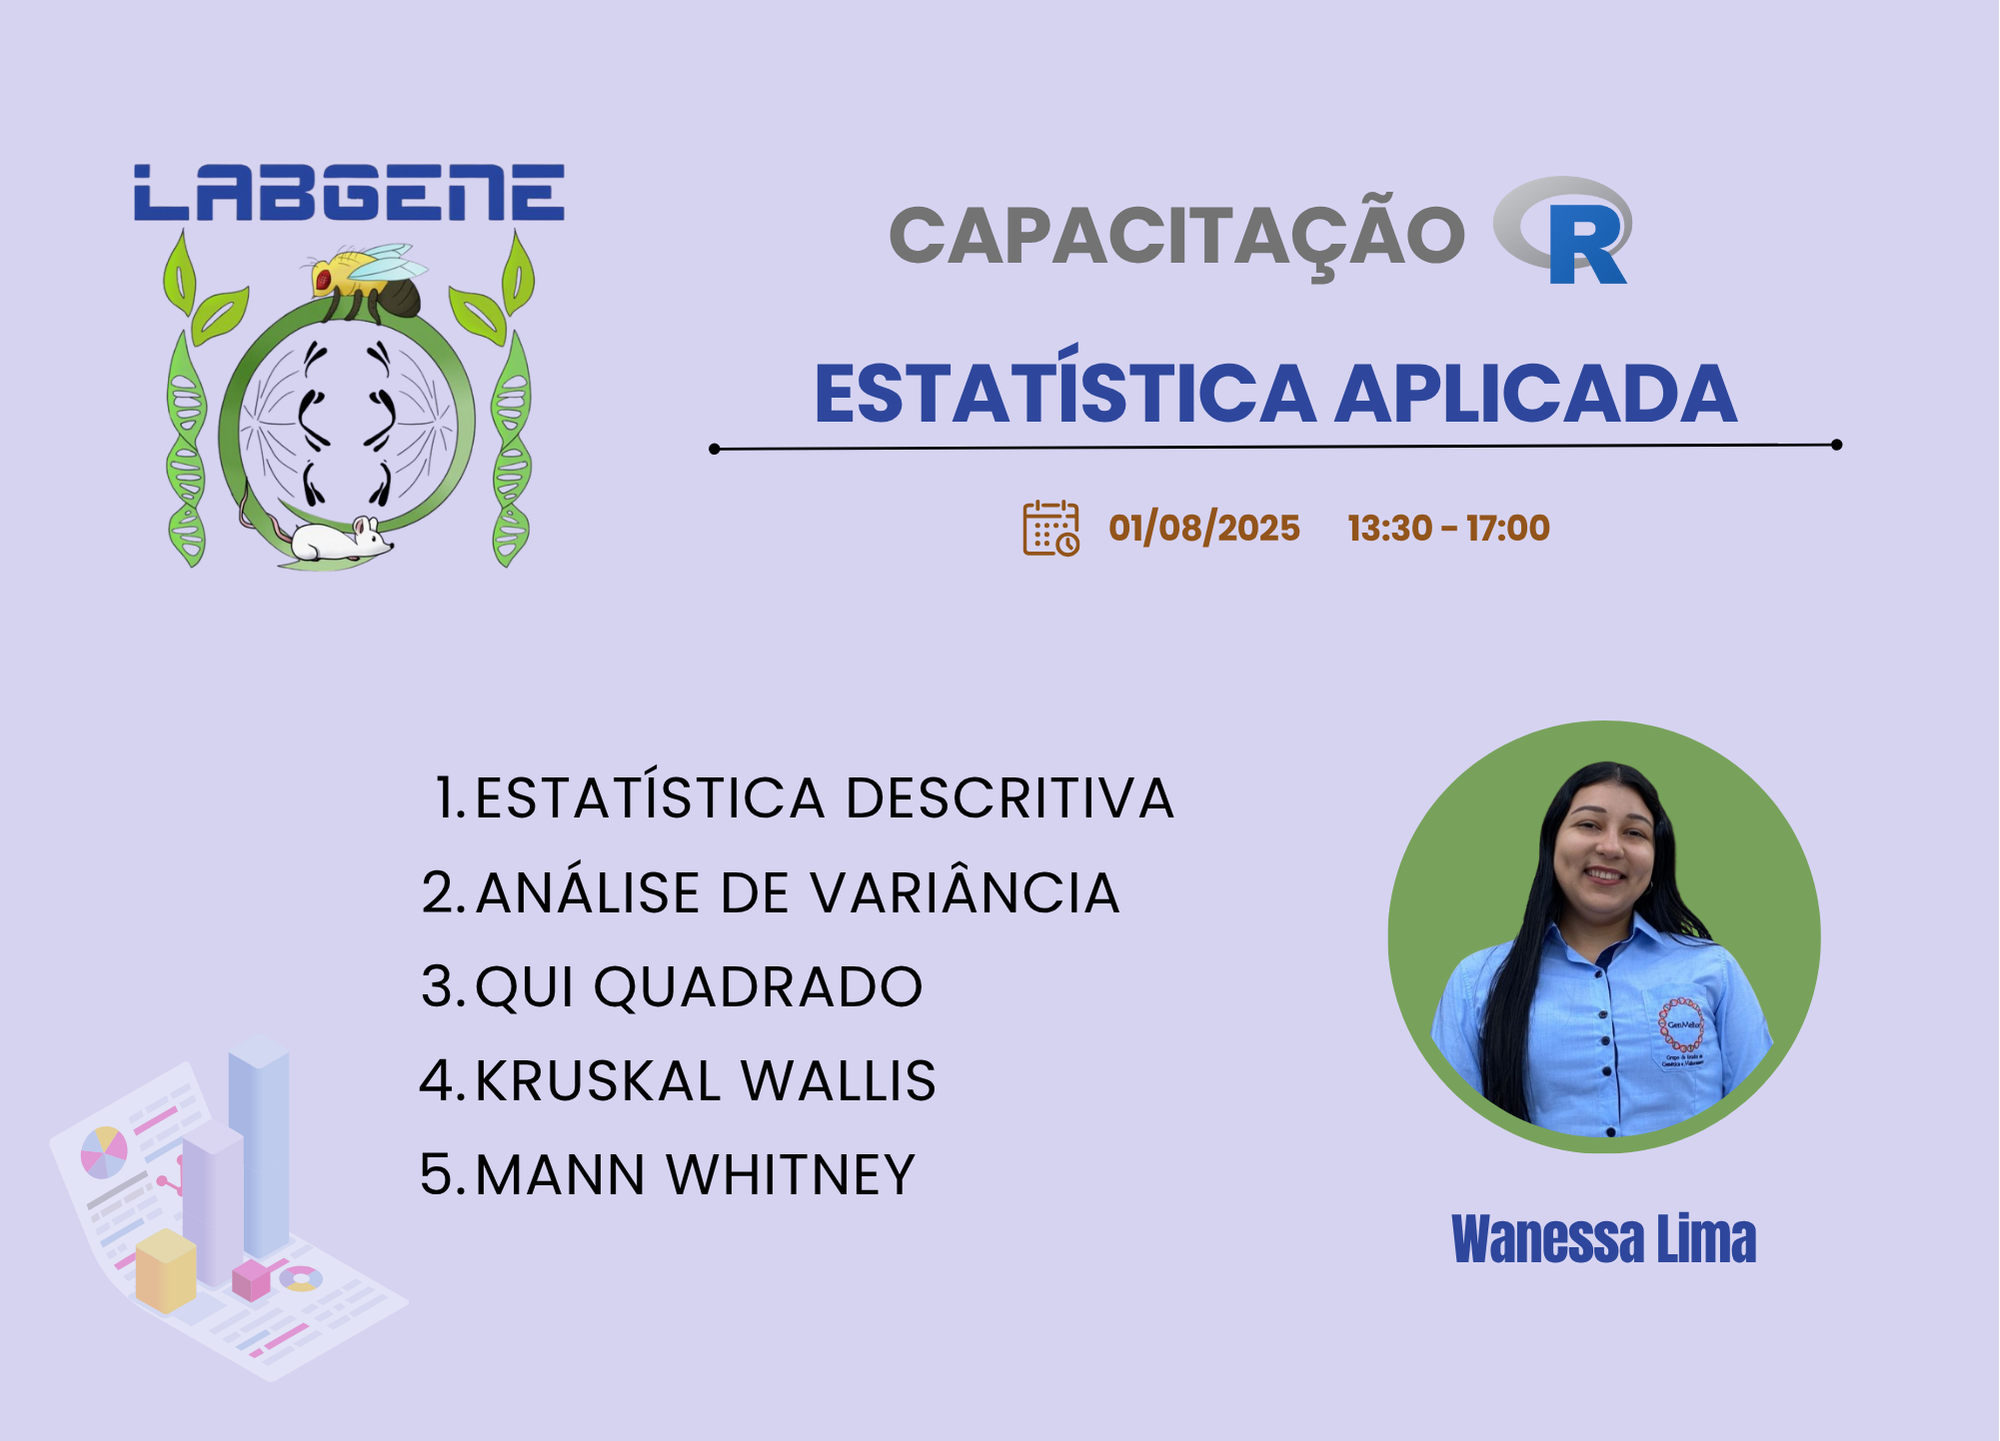 LABGENE
CAPACITAÇÃO R
ESTATÍSTICA APLICADA
01/08/2025 13:30 - 17:00
1. ESTATÍSTICA DESCRITIVA
2. ANÁLISE DE VARIÂNCIA
3. QUI QUADRADO
4. KRUSKAL WALLIS
5. MANN WHITNEY
GenMelhor
Wanessa Lima